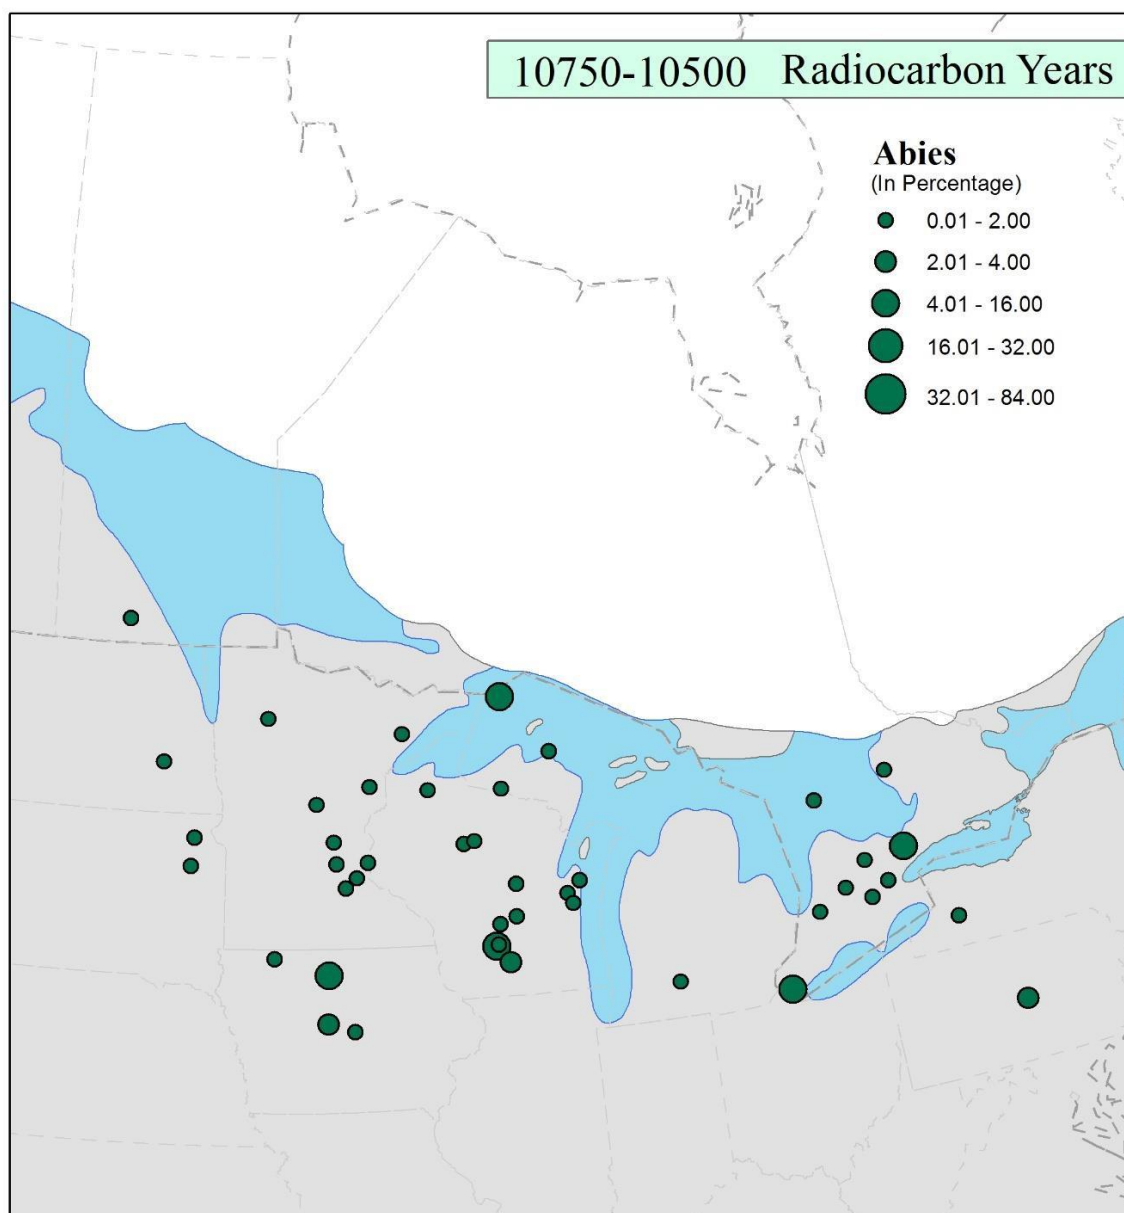 10750-10500 Radiocarbon Years
Abies
(In Percentage)
0.01 - 2.00
2.01 - 4.00
4.01 - 16.00
16.01 - 32.00
32.01 - 84.00